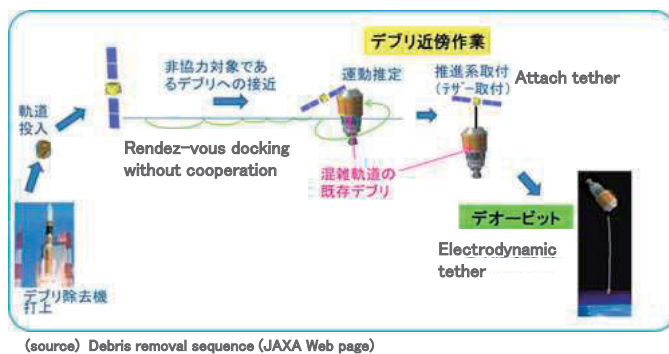 デブリ近傍作業
非協力対象であ
るデブリへの接近
運動推定
推進系取付
(テザー取付)
Attach tether
軌道
投入
Rendez-vous docking
without cooperation
混雑軌道の
既存デブリ
デオービット
Electrodynamic
tether
デブリ除去機
打上
(source) Debris removal sequence (JAXA Web page)